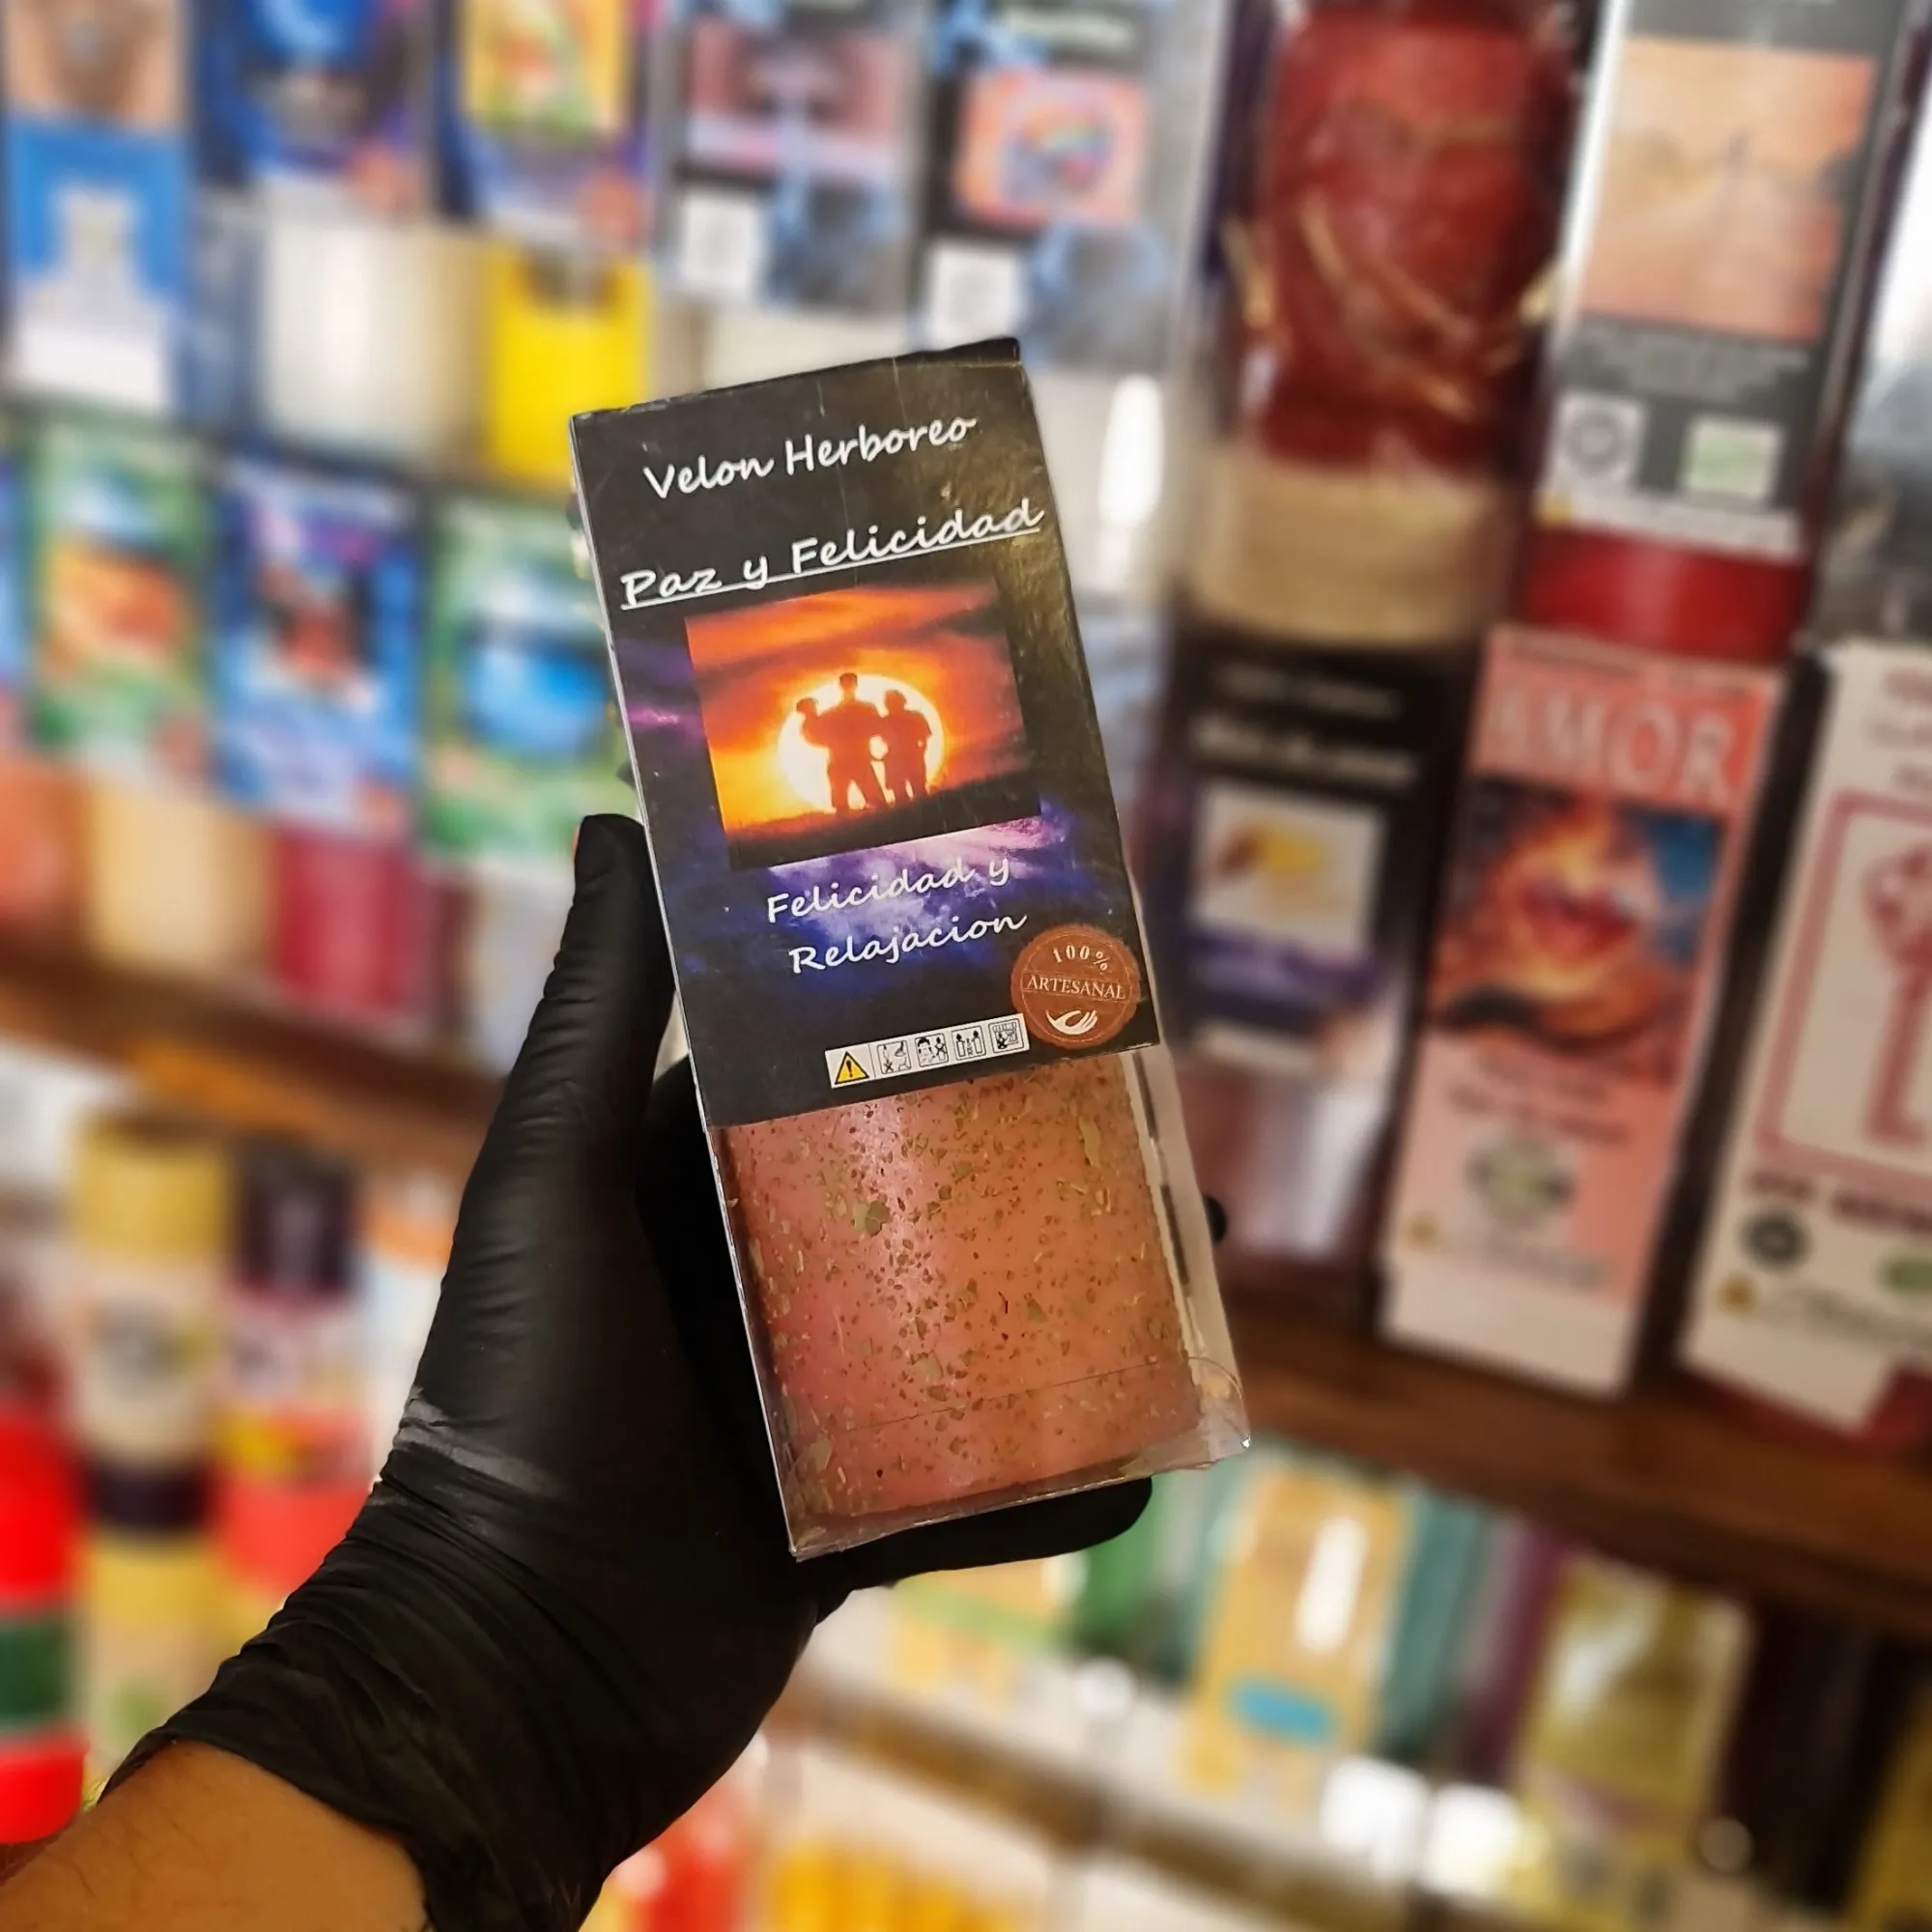 Velon Herboreo
Paz y Felicidad
Felicidad y
Relajacion
100%
ARTESANAL
AMOR